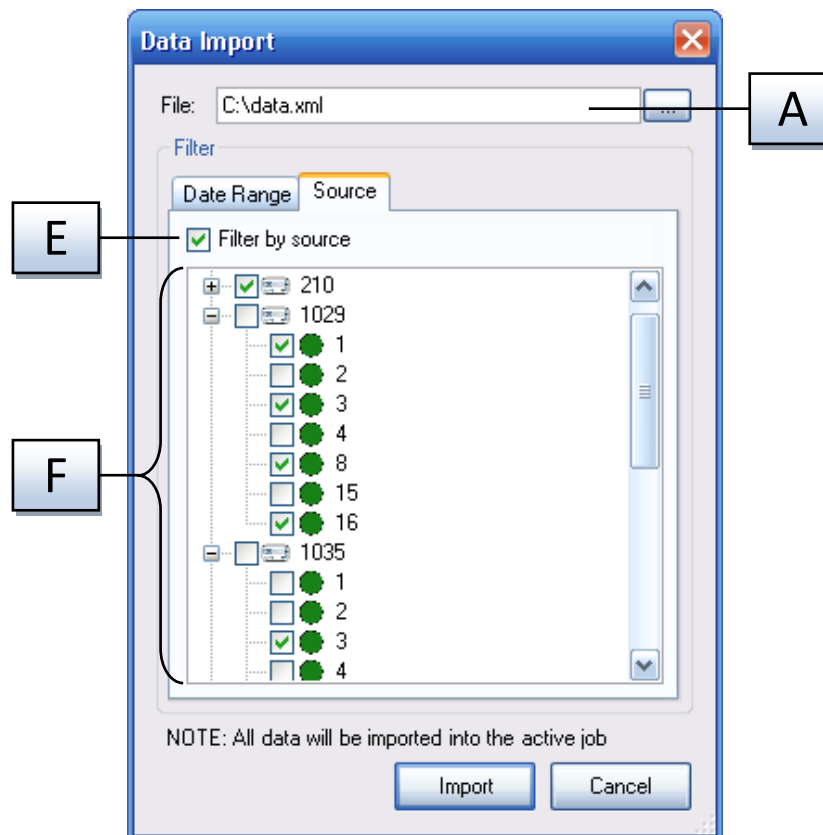 Data Import
File: C:\data.xml ... A
Filter
Date Range Source
E Filter by source
210
1029
1
2
3
4
F 8
15
16
1035
1
2
3
4
NOTE: All data will be imported into the active job
Import Cancel